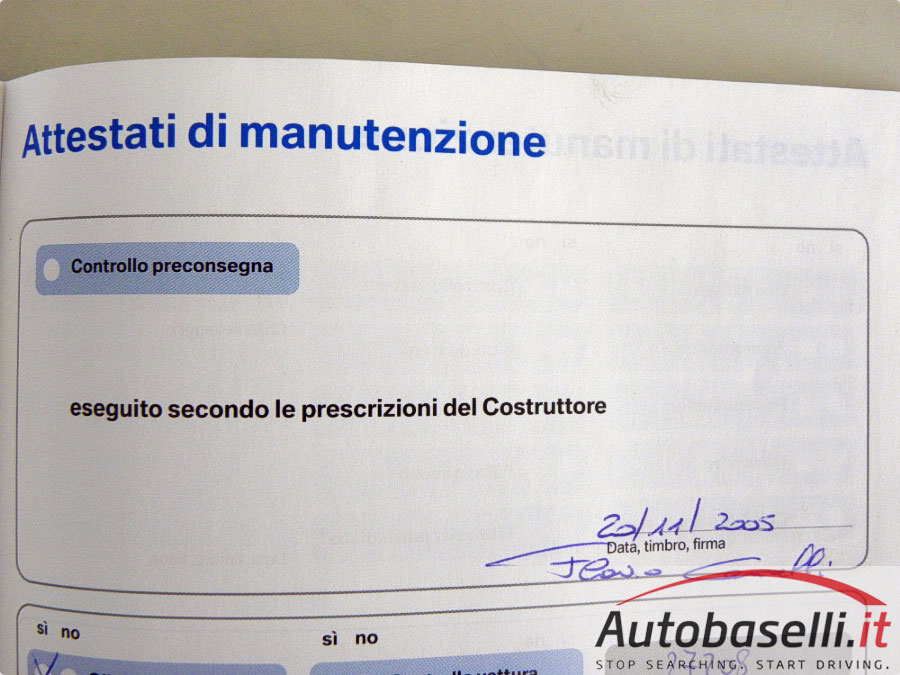 Attestati di manutenzione
Controllo preconsegna
eseguito secondo le prescrizioni del Costruttore
20/11/2005
Data, timbro, firma
sì no
sì no
Autobaselli.it
STOP SEARCHING. START DRIVING.